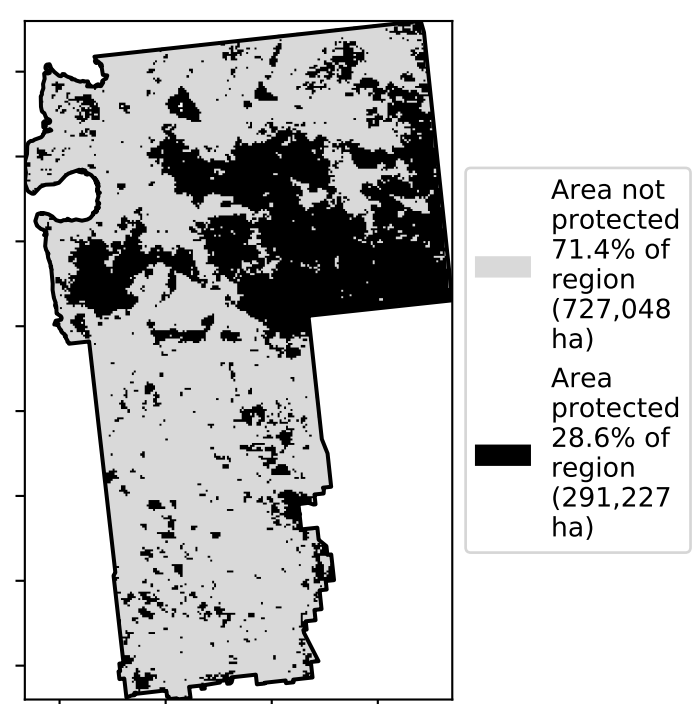 Area not
protected
71.4% of
region
(727,048
ha)
Area
protected
28.6% of
region
(291,227
ha)